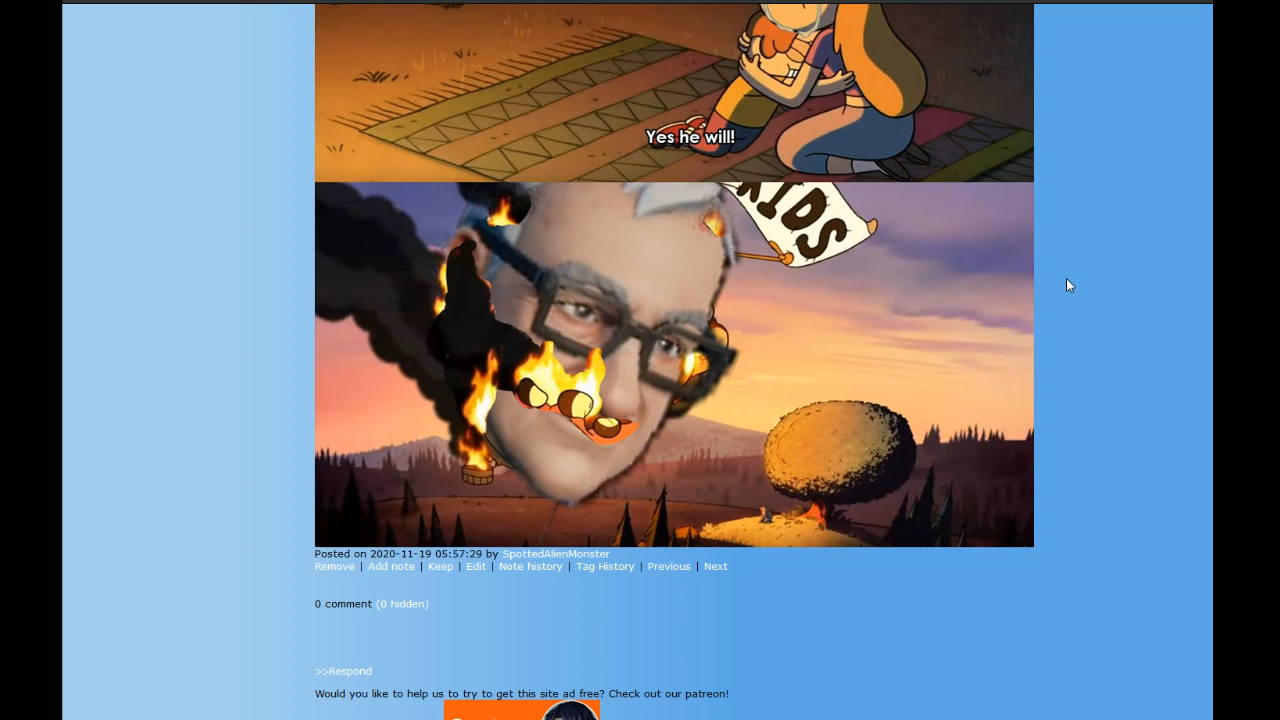 Yes he will!
KIDS
Posted on 2020-11-19 05:57:29 by SpottedAlienMonster
Remove | Add note | Keep | Edit | Note history | Tag History | Previous | Next
0 comment (0 hidden)
>>Respond
Would you like to help us to try to get this site ad free? Check out our patreon!